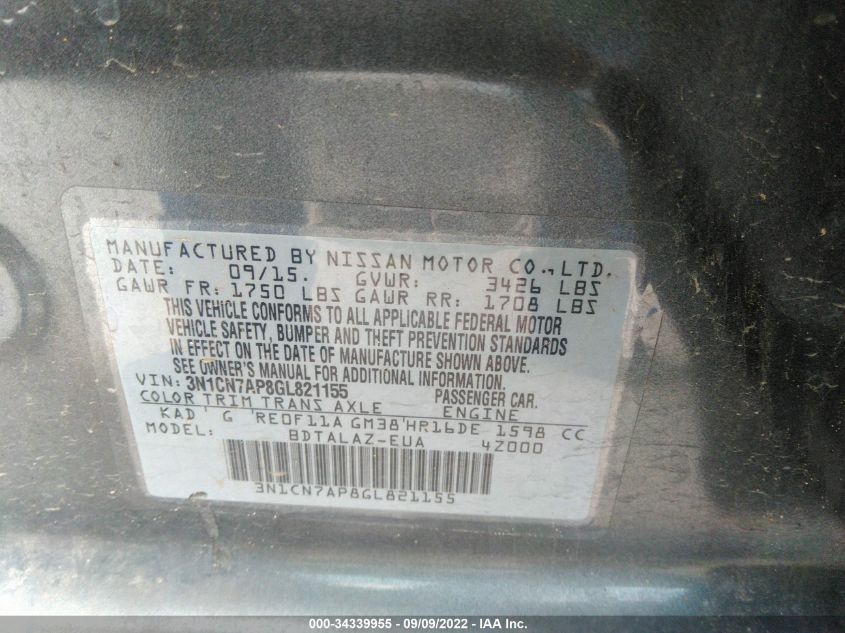 MANUFACTURED BY NISSAN MOTOR CO., LTD.
DATE: 09/15. GVWR: 3426 LBS
GAWR FR: 1750 LBS GAWR RR: 1708 LBS
THIS VEHICLE CONFORMS TO ALL APPLICABLE FEDERAL MOTOR
VEHICLE SAFETY, BUMPER AND THEFT PREVENTION STANDARDS
IN EFFECT ON THE DATE OF MANUFACTURE SHOWN ABOVE.
SEE OWNER'S MANUAL FOR ADDITIONAL INFORMATION.
VIN: 3N1CN7AP8GL821155 PASSENGER CAR.
COLOR TRIM TRANS AXLE ENGINE
KAD G RE0F11A GM38 HR16DE 1598 CC
MODEL: BDTALAZ-EUA 4Z000
3N1CN7AP8GL821155
000-34339955 - 09/09/2022 - IAA Inc.